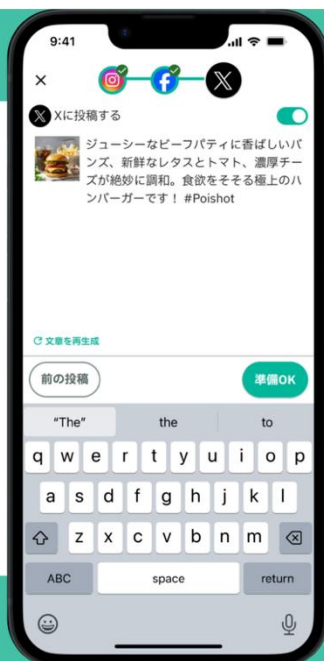 9:41
Xに投稿する
ジューシーなビーフパティに香ばしいバ
ンズ、新鮮なレタスとトマト、濃厚チー
ズが絶妙に調和。食欲をそそる極上のハ
ンバーガーです！ #Poishot
文章を再生成
前の投稿
準備OK
“The” the to
q w e r t y u i o p
a s d f g h j k l
z x c v b n m
ABC space return